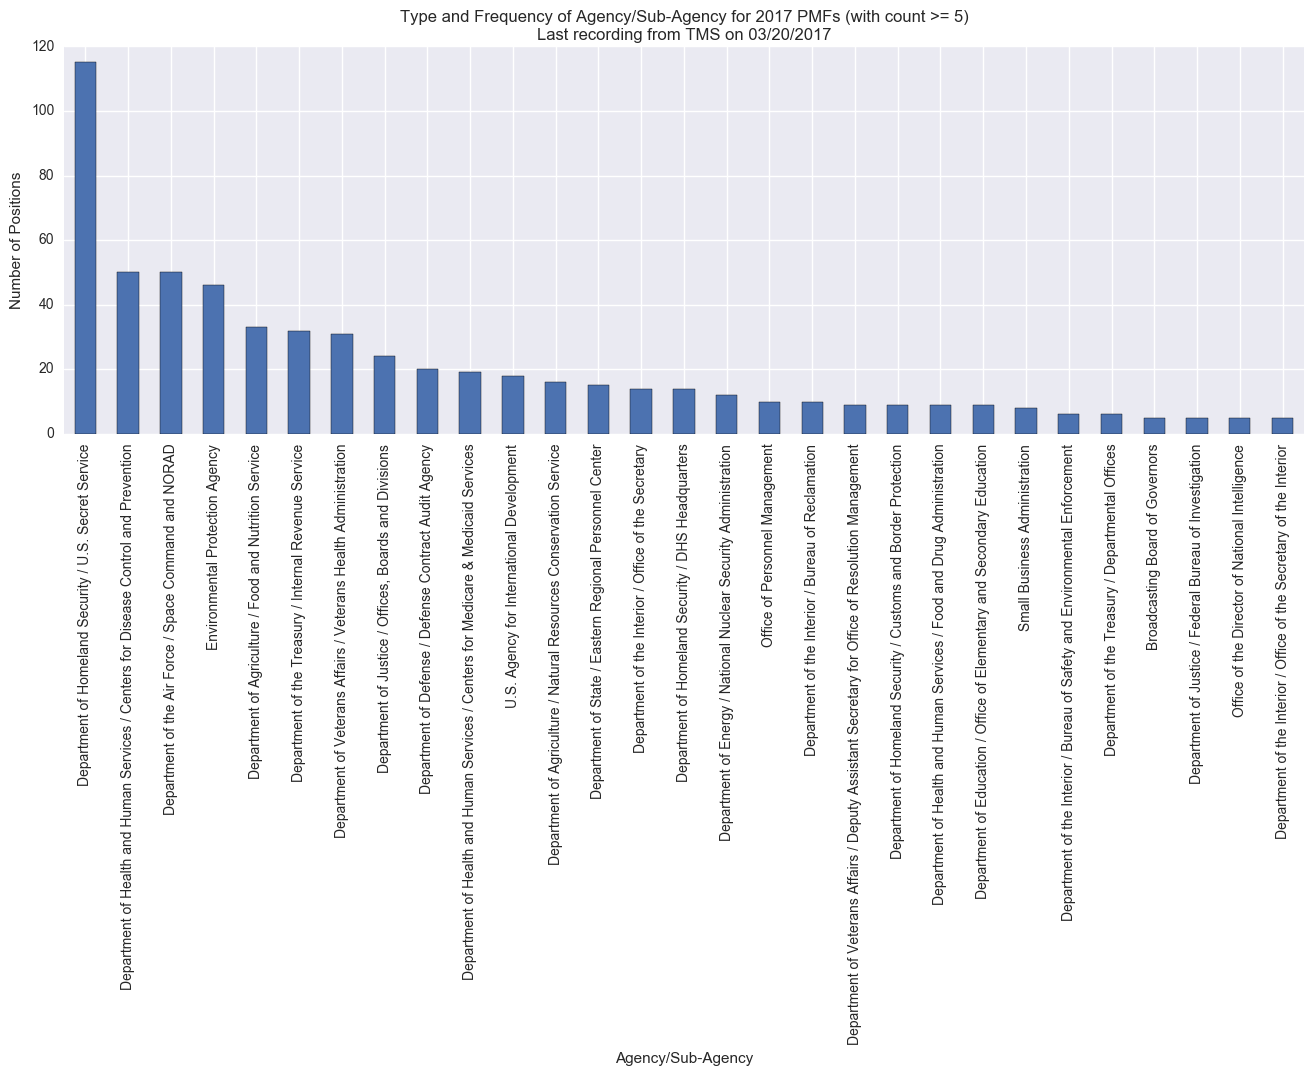 Type and Frequency of Agency/Sub-Agency for 2017 PMFs (with count >= 5)
Last recording from TMS on 03/20/2017
Number of Positions
120
100
80
60
40
20
0
Department of Homeland Security / U.S. Secret Service
Department of Health and Human Services / Centers for Disease Control and Prevention
Department of the Air Force / Space Command and NORAD
Environmental Protection Agency
Department of Agriculture / Food and Nutrition Service
Department of the Treasury / Internal Revenue Service
Department of Veterans Affairs / Veterans Health Administration
Department of Justice / Offices, Boards and Divisions
Department of Defense / Defense Contract Audit Agency
Department of Health and Human Services / Centers for Medicare & Medicaid Services
U.S. Agency for International Development
Department of Agriculture / Natural Resources Conservation Service
Department of State / Eastern Regional Personnel Center
Department of the Interior / Office of the Secretary
Department of Homeland Security / DHS Headquarters
Department of Energy / National Nuclear Security Administration
Office of Personnel Management
Department of the Interior / Bureau of Reclamation
Department of Veterans Affairs / Deputy Assistant Secretary for Office of Resolution Management
Department of Homeland Security / Customs and Border Protection
Department of Health and Human Services / Food and Drug Administration
Department of Education / Office of Elementary and Secondary Education
Small Business Administration
Department of the Interior / Bureau of Safety and Environmental Enforcement
Department of the Treasury / Departmental Offices
Broadcasting Board of Governors
Department of Justice / Federal Bureau of Investigation
Office of the Director of National Intelligence
Department of the Interior / Office of the Secretary of the Interior
Agency/Sub-Agency